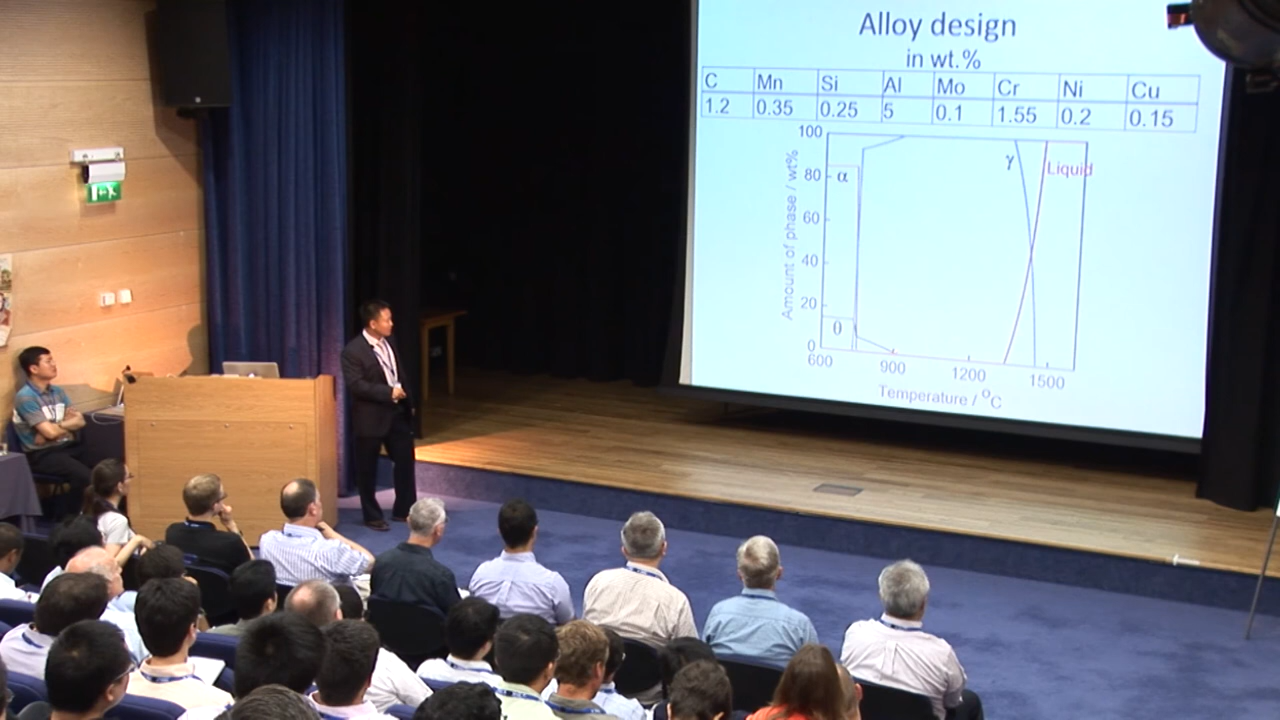 Alloy design
in wt.%
C Mn Si Al Mo Cr Ni Cu
1.2 0.35 0.25 5 0.1 1.55 0.2 0.15
100
80
60
40
20
0
Amount of phase / wt%
α
γ
Liquid
θ
600 900 1200 1500
Temperature / °C